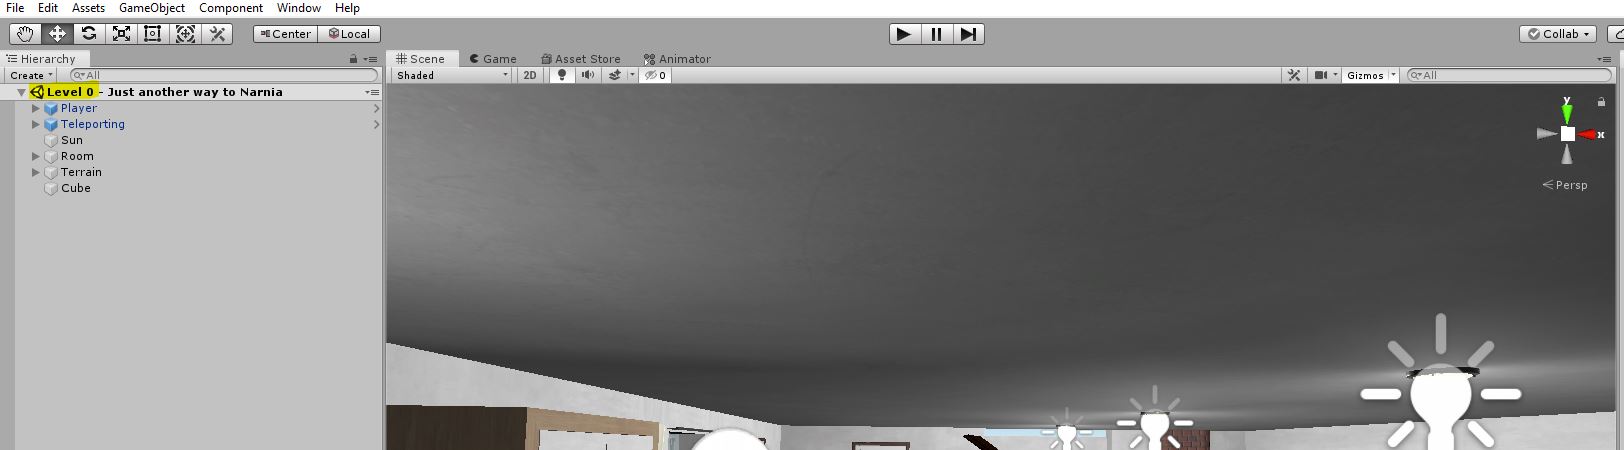 File Edit Assets GameObject Component Window Help
Center Local Collab
Hierarchy Scene Game Asset Store Animator
Create All Shaded 2D 0 Gizmos All
Level 0 - Just another way to Narnia
Player
Teleporting
Sun
Room
Terrain
Cube
y
x
Persp